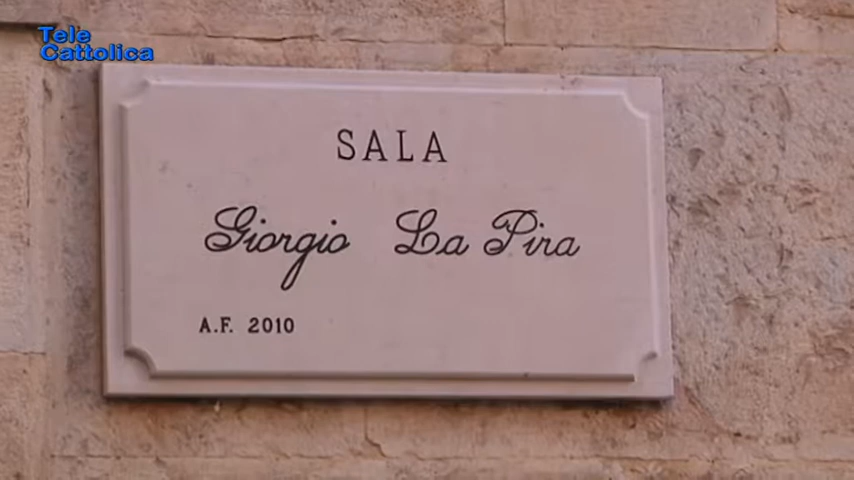 Tele
Cattolica
SALA
Giorgio La Pira
A.F. 2010